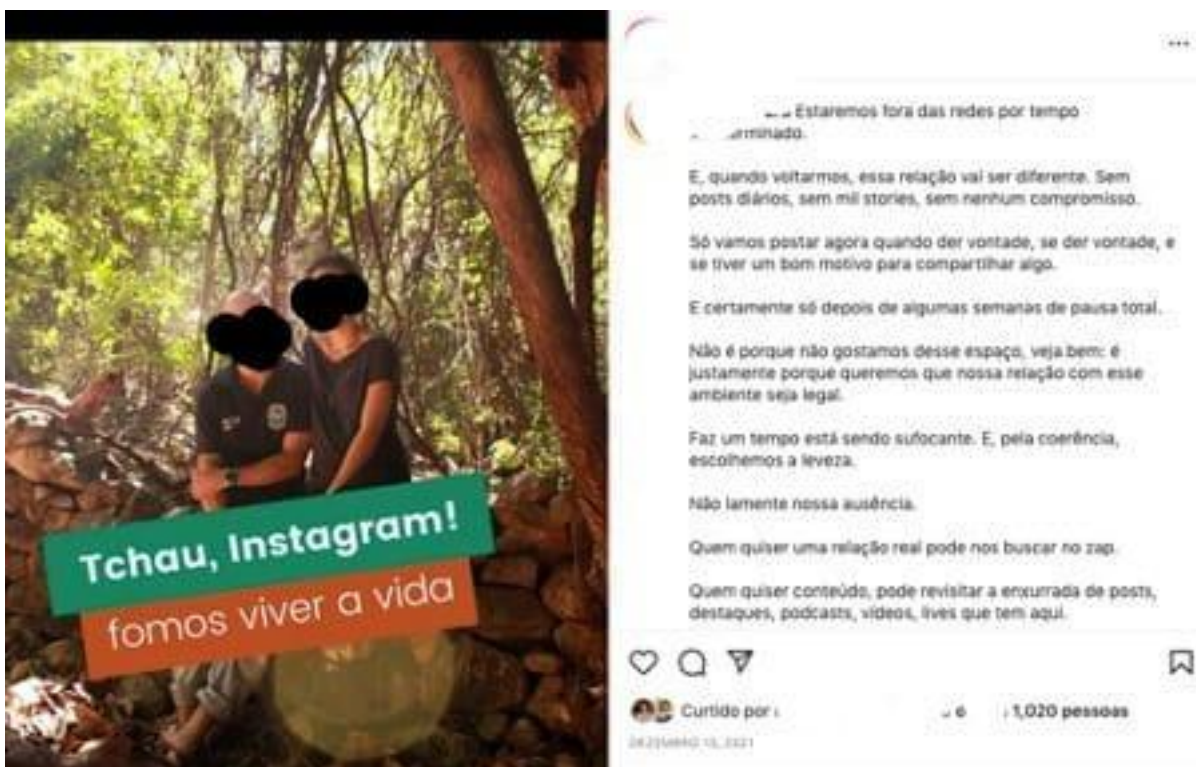 Tchau, Instagram!
fomos viver a vida
Estaremos fora das redes por tempo
E, quando voltarmos, essa relação vai ser diferente. Sem
posts diários, sem mil stories, sem nenhum compromisso.
Só vamos postar agora quando der vontade, se der vontade, e
se tiver um bom motivo para compartilhar algo.
E certamente só depois de algumas semanas de pausa total.
Não é porque não gostamos desse espaço, veja bem: é
justamente porque queremos que nossa relação com esse
ambiente seja legal.
Faz um tempo está sendo sufocante. E, pela coerência,
escolhemos a leveza.
Não lamente nossa ausência.
Quem quiser uma relação real pode nos buscar no zap.
Quem quiser conteúdo, pode revisitar a enxurrada de posts,
destaques, podcasts, vídeos, lives que tem aqui.
Curtido por 1,020 pessoas